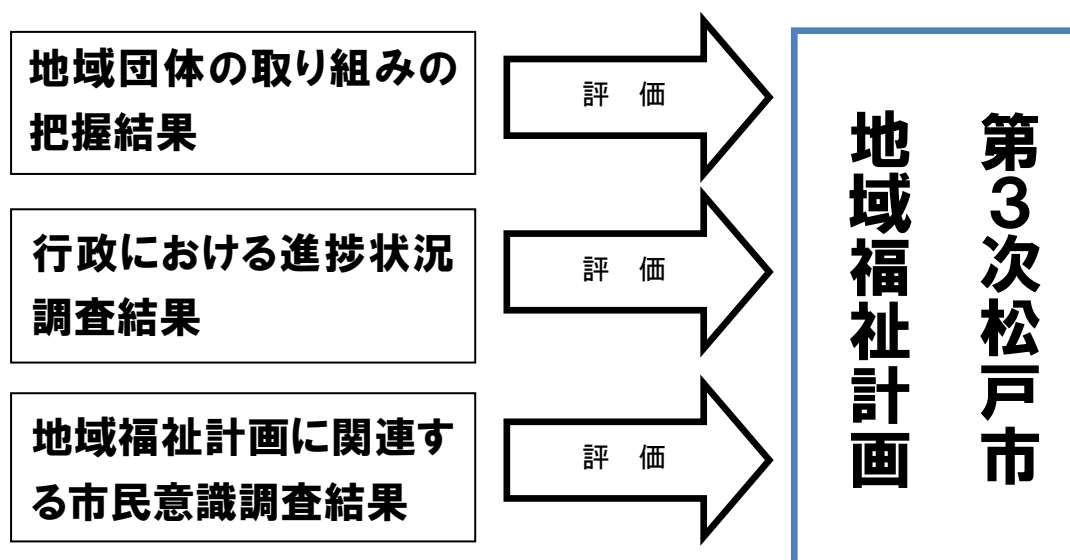 地域団体の取り組みの
把握結果
評　価
行政における進捗状況
調査結果
評　価
地域福祉計画に関連す
る市民意識調査結果
評　価
第３次松戸市
地域福祉計画